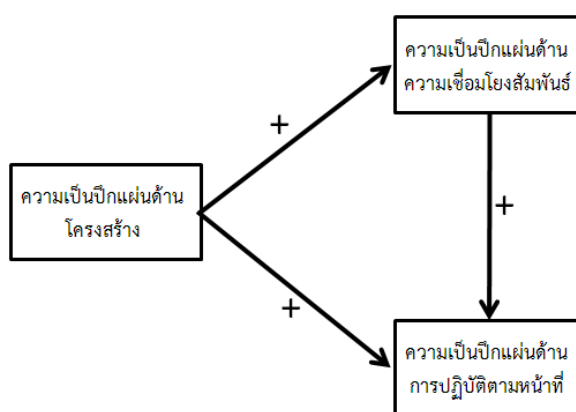 ความเป็นปึกแผ่นด้าน
ความเชื่อมโยงสัมพันธ์
+
ความเป็นปึกแผ่นด้าน
โครงสร้าง
+
+
ความเป็นปึกแผ่นด้าน
การปฏิบัติตามหน้าที่